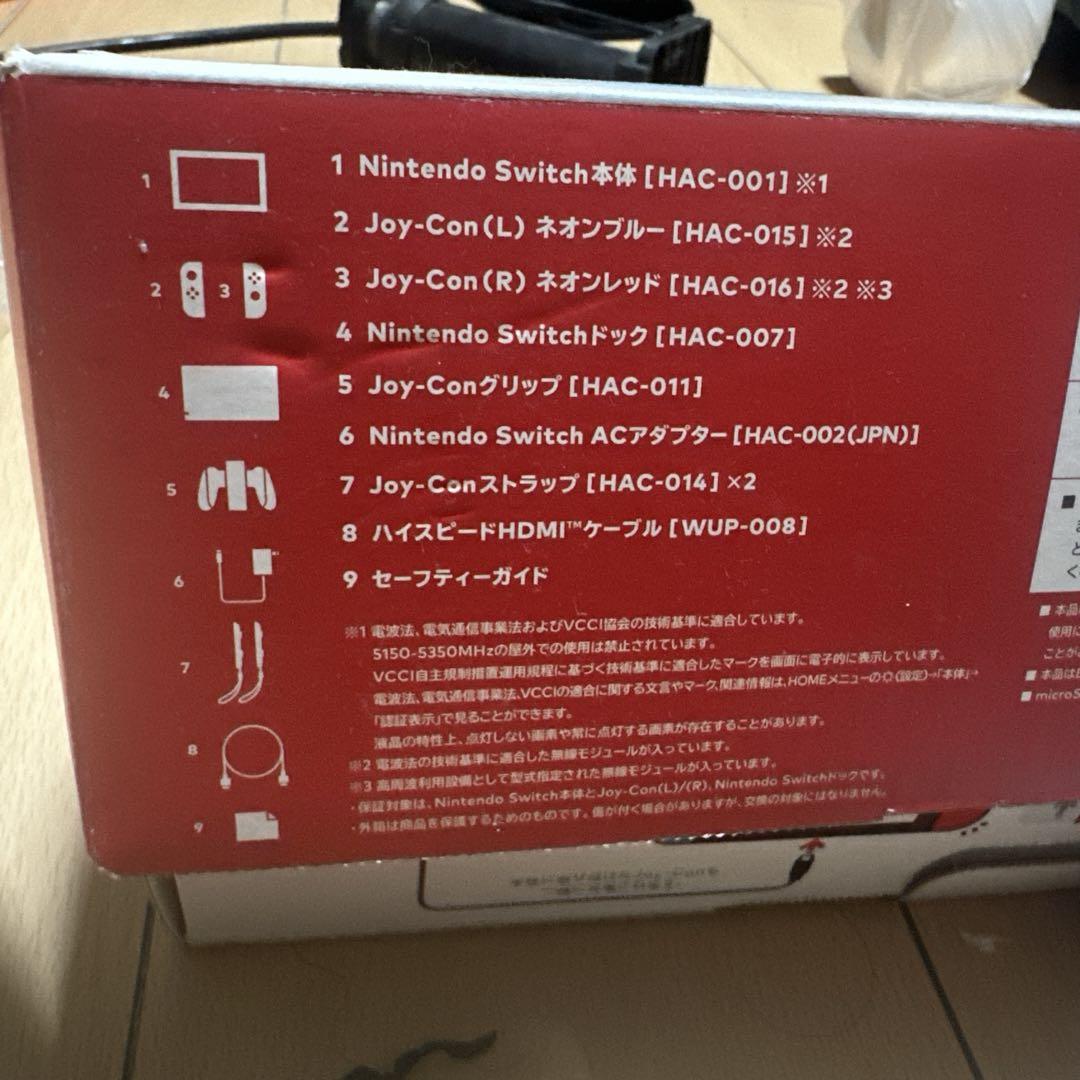 1 Nintendo Switch本体 [HAC-001] ※1
2 Joy-Con(L) ネオンブルー [HAC-015] ※2
3 Joy-Con(R) ネオンレッド [HAC-016] ※2 ※3
4 Nintendo Switchドック [HAC-007]
5 Joy-Conグリップ [HAC-011]
6 Nintendo Switch ACアダプター [HAC-002(JPN)]
7 Joy-Conストラップ [HAC-014] ×2
8 ハイスピードHDMI™ケーブル [WUP-008]
9 セーフティーガイド
※1 電波法、電気通信事業法およびVCCI協会の技術基準に適合しています。
5150-5350MHzの屋外での使用は禁止されています。
VCCI自主規制措置運用規程に基づく技術基準に適合したマークを画面に電子的に表示しています。
電波法、電気通信事業法、VCCIの適合に関する文言やマーク、関連情報は、HOMEメニューの(設定)→「本体」→
「認証表示」で見ることができます。
液晶の特性上、点灯しない画素や常に点灯する画素が存在することがあります。
※2 電波法の技術基準に適合した無線モジュールが入っています。
※3 高周波利用設備として型式指定された無線モジュールが入っています。
・保証対象は、Nintendo Switch本体とJoy-Con(L)/(R)、Nintendo Switchドックです。
・外箱は商品を保護するためのものです。傷が付く場合がありますが、交換の対象にはなりません。
1
2
3
4
5
6
7
8
9
■本品
使用に
ことが
■本品は
■microS